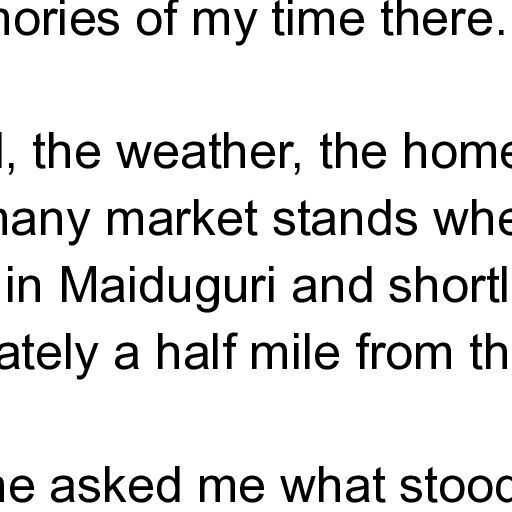 nories of my time there.
, the weather, the home
nany market stands whe
in Maiduguri and shortl
ately a half mile from th
ne asked me what stood